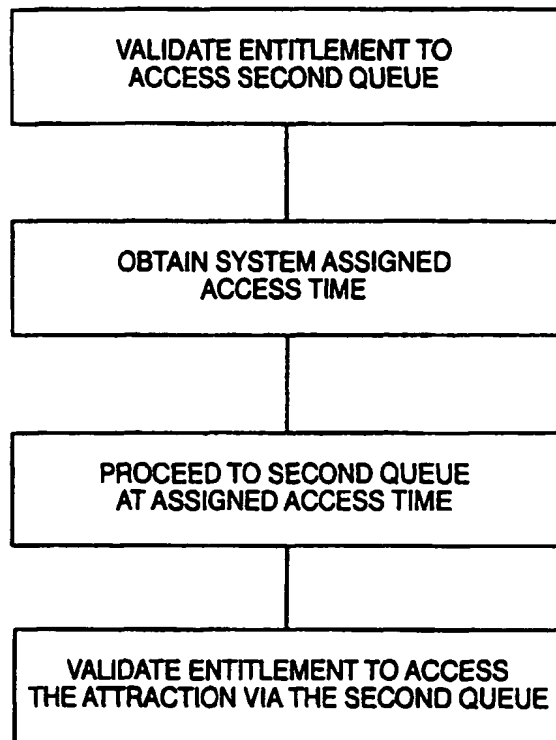 VALIDATE ENTITLEMENT TO
ACCESS SECOND QUEUE
OBTAIN SYSTEM ASSIGNED
ACCESS TIME
PROCEED TO SECOND QUEUE
AT ASSIGNED ACCESS TIME
VALIDATE ENTITLEMENT TO ACCESS
THE ATTRACTION VIA THE SECOND QUEUE